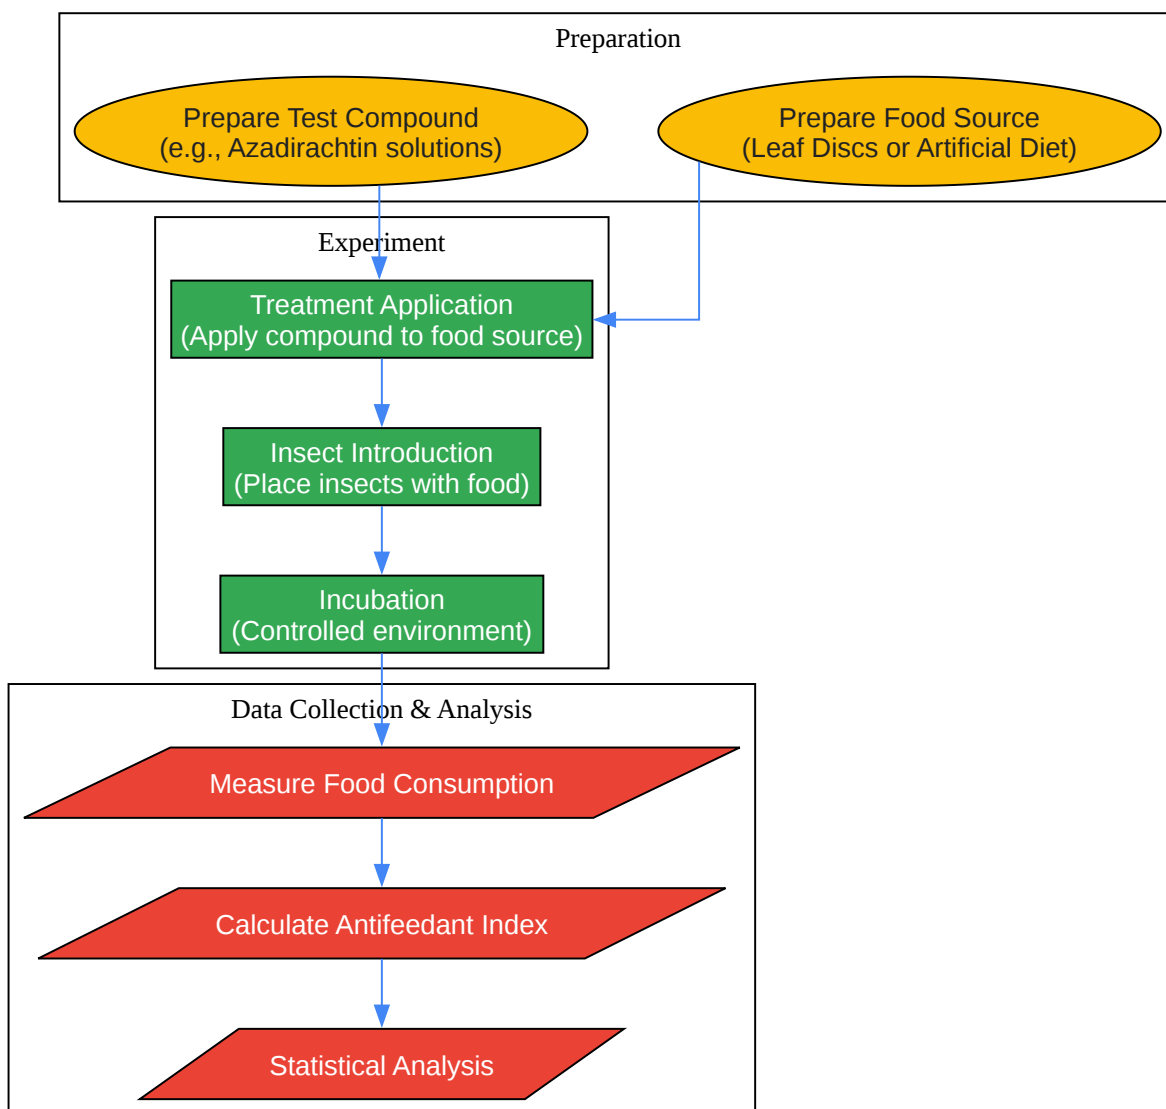 Preparation
Prepare Test Compound
(e.g., Azadirachtin solutions)
Prepare Food Source
(Leaf Discs or Artificial Diet)
Experiment
Treatment Application
(Apply compound to food source)
Insect Introduction
(Place insects with food)
Incubation
(Controlled environment)
Data Collection & Analysis
Measure Food Consumption
Calculate Antifeedant Index
Statistical Analysis